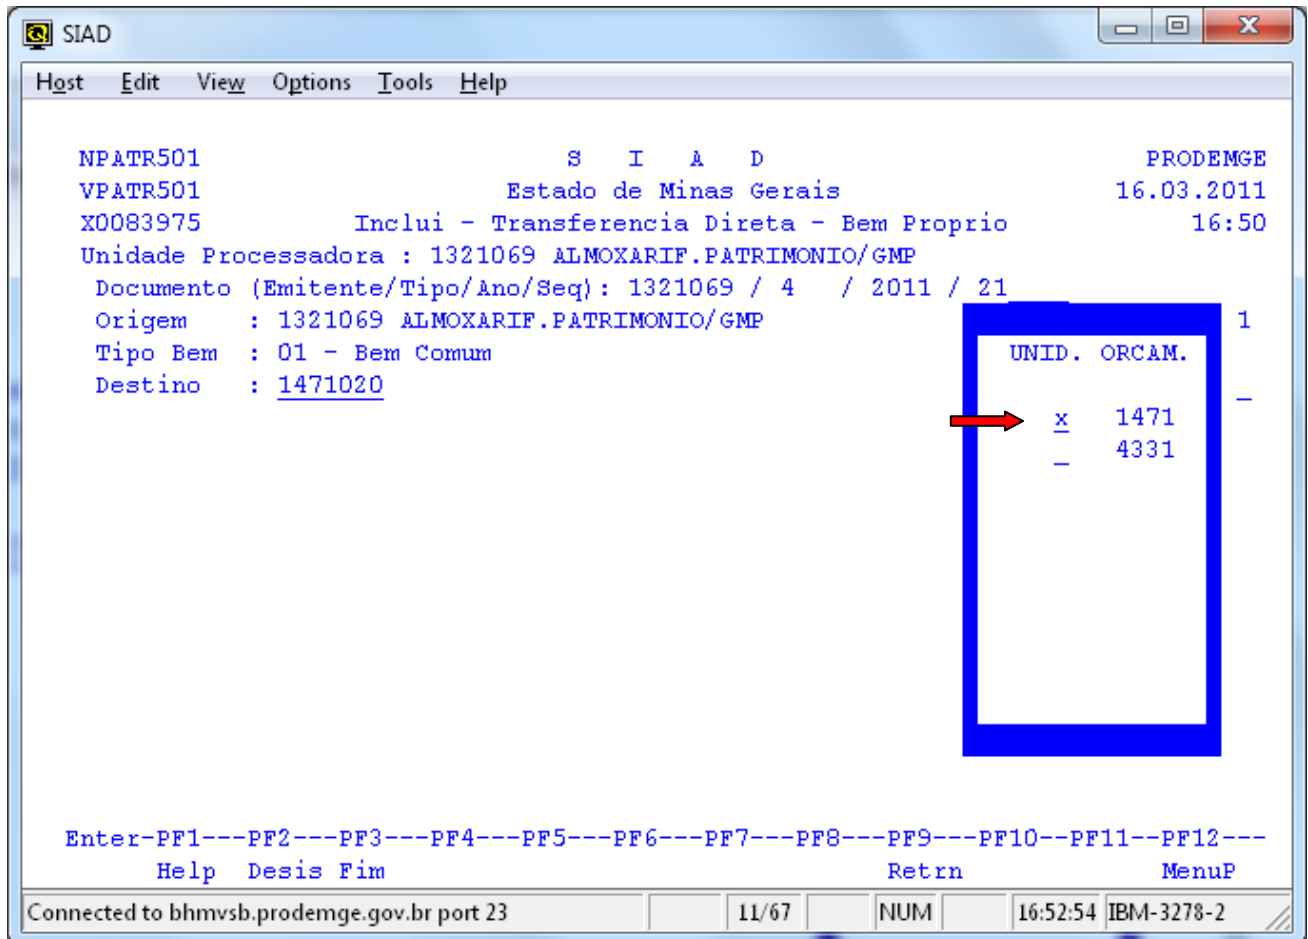 SIAD
Host Edit View Options Tools Help
NPATR501 S I A D PRODEMGE
VPATR501 Estado de Minas Gerais 16.03.2011
X0083975 Inclui - Transferencia Direta - Bem Proprio 16:50
Unidade Processadora : 1321069 ALMOXARIF.PATRIMONIO/GMP
Documento (Emitente/Tipo/Ano/Seq): 1321069 / 4 / 2011 / 21
Origem : 1321069 ALMOXARIF.PATRIMONIO/GMP 1
Tipo Bem : 01 - Bem Comum UNID. ORCAM.
Destino : 1471020 _
x 1471
_ 4331
Enter-PF1---PF2---PF3---PF4---PF5---PF6---PF7---PF8---PF9---PF10--PF11--PF12---
Help Desis Fim Retrn MenuP
Connected to bhmvsb.prodemge.gov.br port 23 11/67 NUM 16:52:54 IBM-3278-2